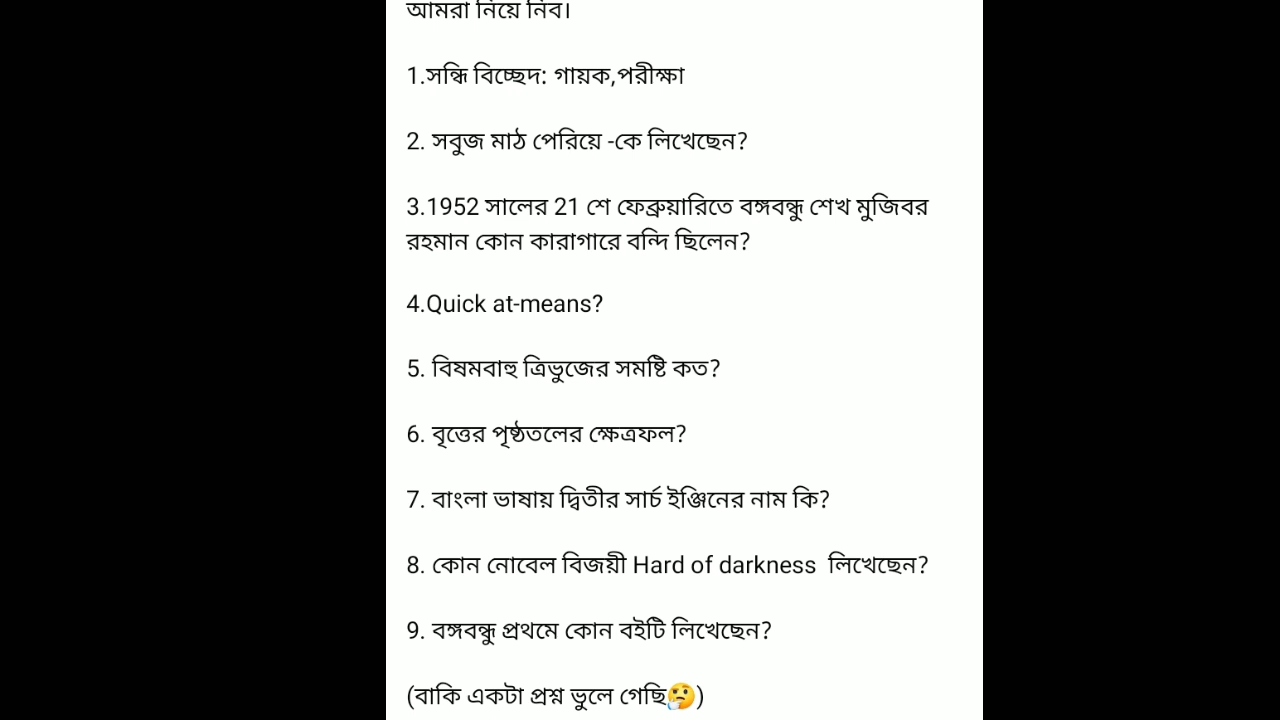 আমরা নিয়ে নিব।
1.সন্ধি বিচ্ছেদ: গায়ক,পরীক্ষা
2. সবুজ মাঠ পেরিয়ে -কে লিখেছেন?
3.1952 সালের 21 শে ফেব্রুয়ারিতে বঙ্গবন্ধু শেখ মুজিবর
রহমান কোন কারাগারে বন্দি ছিলেন?
4.Quick at-means?
5. বিষমবাহু ত্রিভুজের সমষ্টি কত?
6. বৃত্তের পৃষ্ঠতলের ক্ষেত্রফল?
7. বাংলা ভাষায় দ্বিতীর সার্চ ইঞ্জিনের নাম কি?
8. কোন নোবেল বিজয়ী Hard of darkness লিখেছেন?
9. বঙ্গবন্ধু প্রথমে কোন বইটি লিখেছেন?
(বাকি একটা প্রশ্ন ভুলে গেছি🤔)